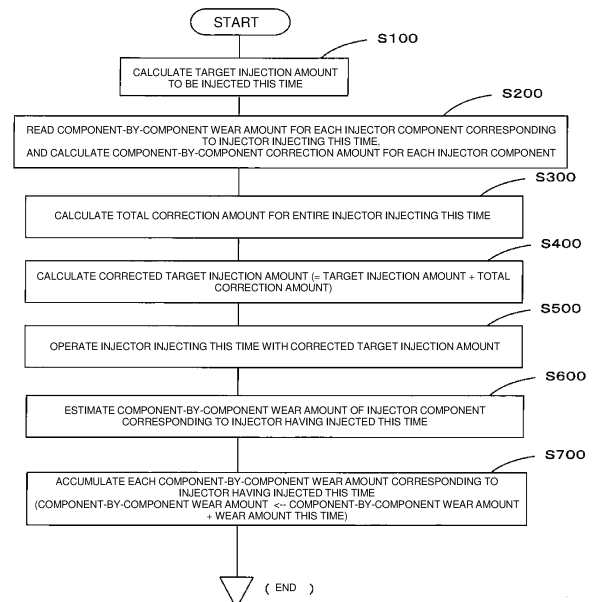 START
S100
CALCULATE TARGET INJECTION AMOUNT
TO BE INJECTED THIS TIME
S200
READ COMPONENT-BY-COMPONENT WEAR AMOUNT FOR EACH INJECTOR COMPONENT CORRESPONDING
TO INJECTOR INJECTING THIS TIME,
AND CALCULATE COMPONENT-BY-COMPONENT CORRECTION AMOUNT FOR EACH INJECTOR COMPONENT
S300
CALCULATE TOTAL CORRECTION AMOUNT FOR ENTIRE INJECTOR INJECTING THIS TIME
S400
CALCULATE CORRECTED TARGET INJECTION AMOUNT (= TARGET INJECTION AMOUNT + TOTAL
CORRECTION AMOUNT)
S500
OPERATE INJECTOR INJECTING THIS TIME WITH CORRECTED TARGET INJECTION AMOUNT
S600
ESTIMATE COMPONENT-BY-COMPONENT WEAR AMOUNT OF INJECTOR COMPONENT
CORRESPONDING TO INJECTOR HAVING INJECTED THIS TIME
S700
ACCUMULATE EACH COMPONENT-BY-COMPONENT WEAR AMOUNT CORRESPONDING TO
INJECTOR HAVING INJECTED THIS TIME
(COMPONENT-BY-COMPONENT WEAR AMOUNT <-- COMPONENT-BY-COMPONENT WEAR AMOUNT
+ WEAR AMOUNT THIS TIME)
( END )